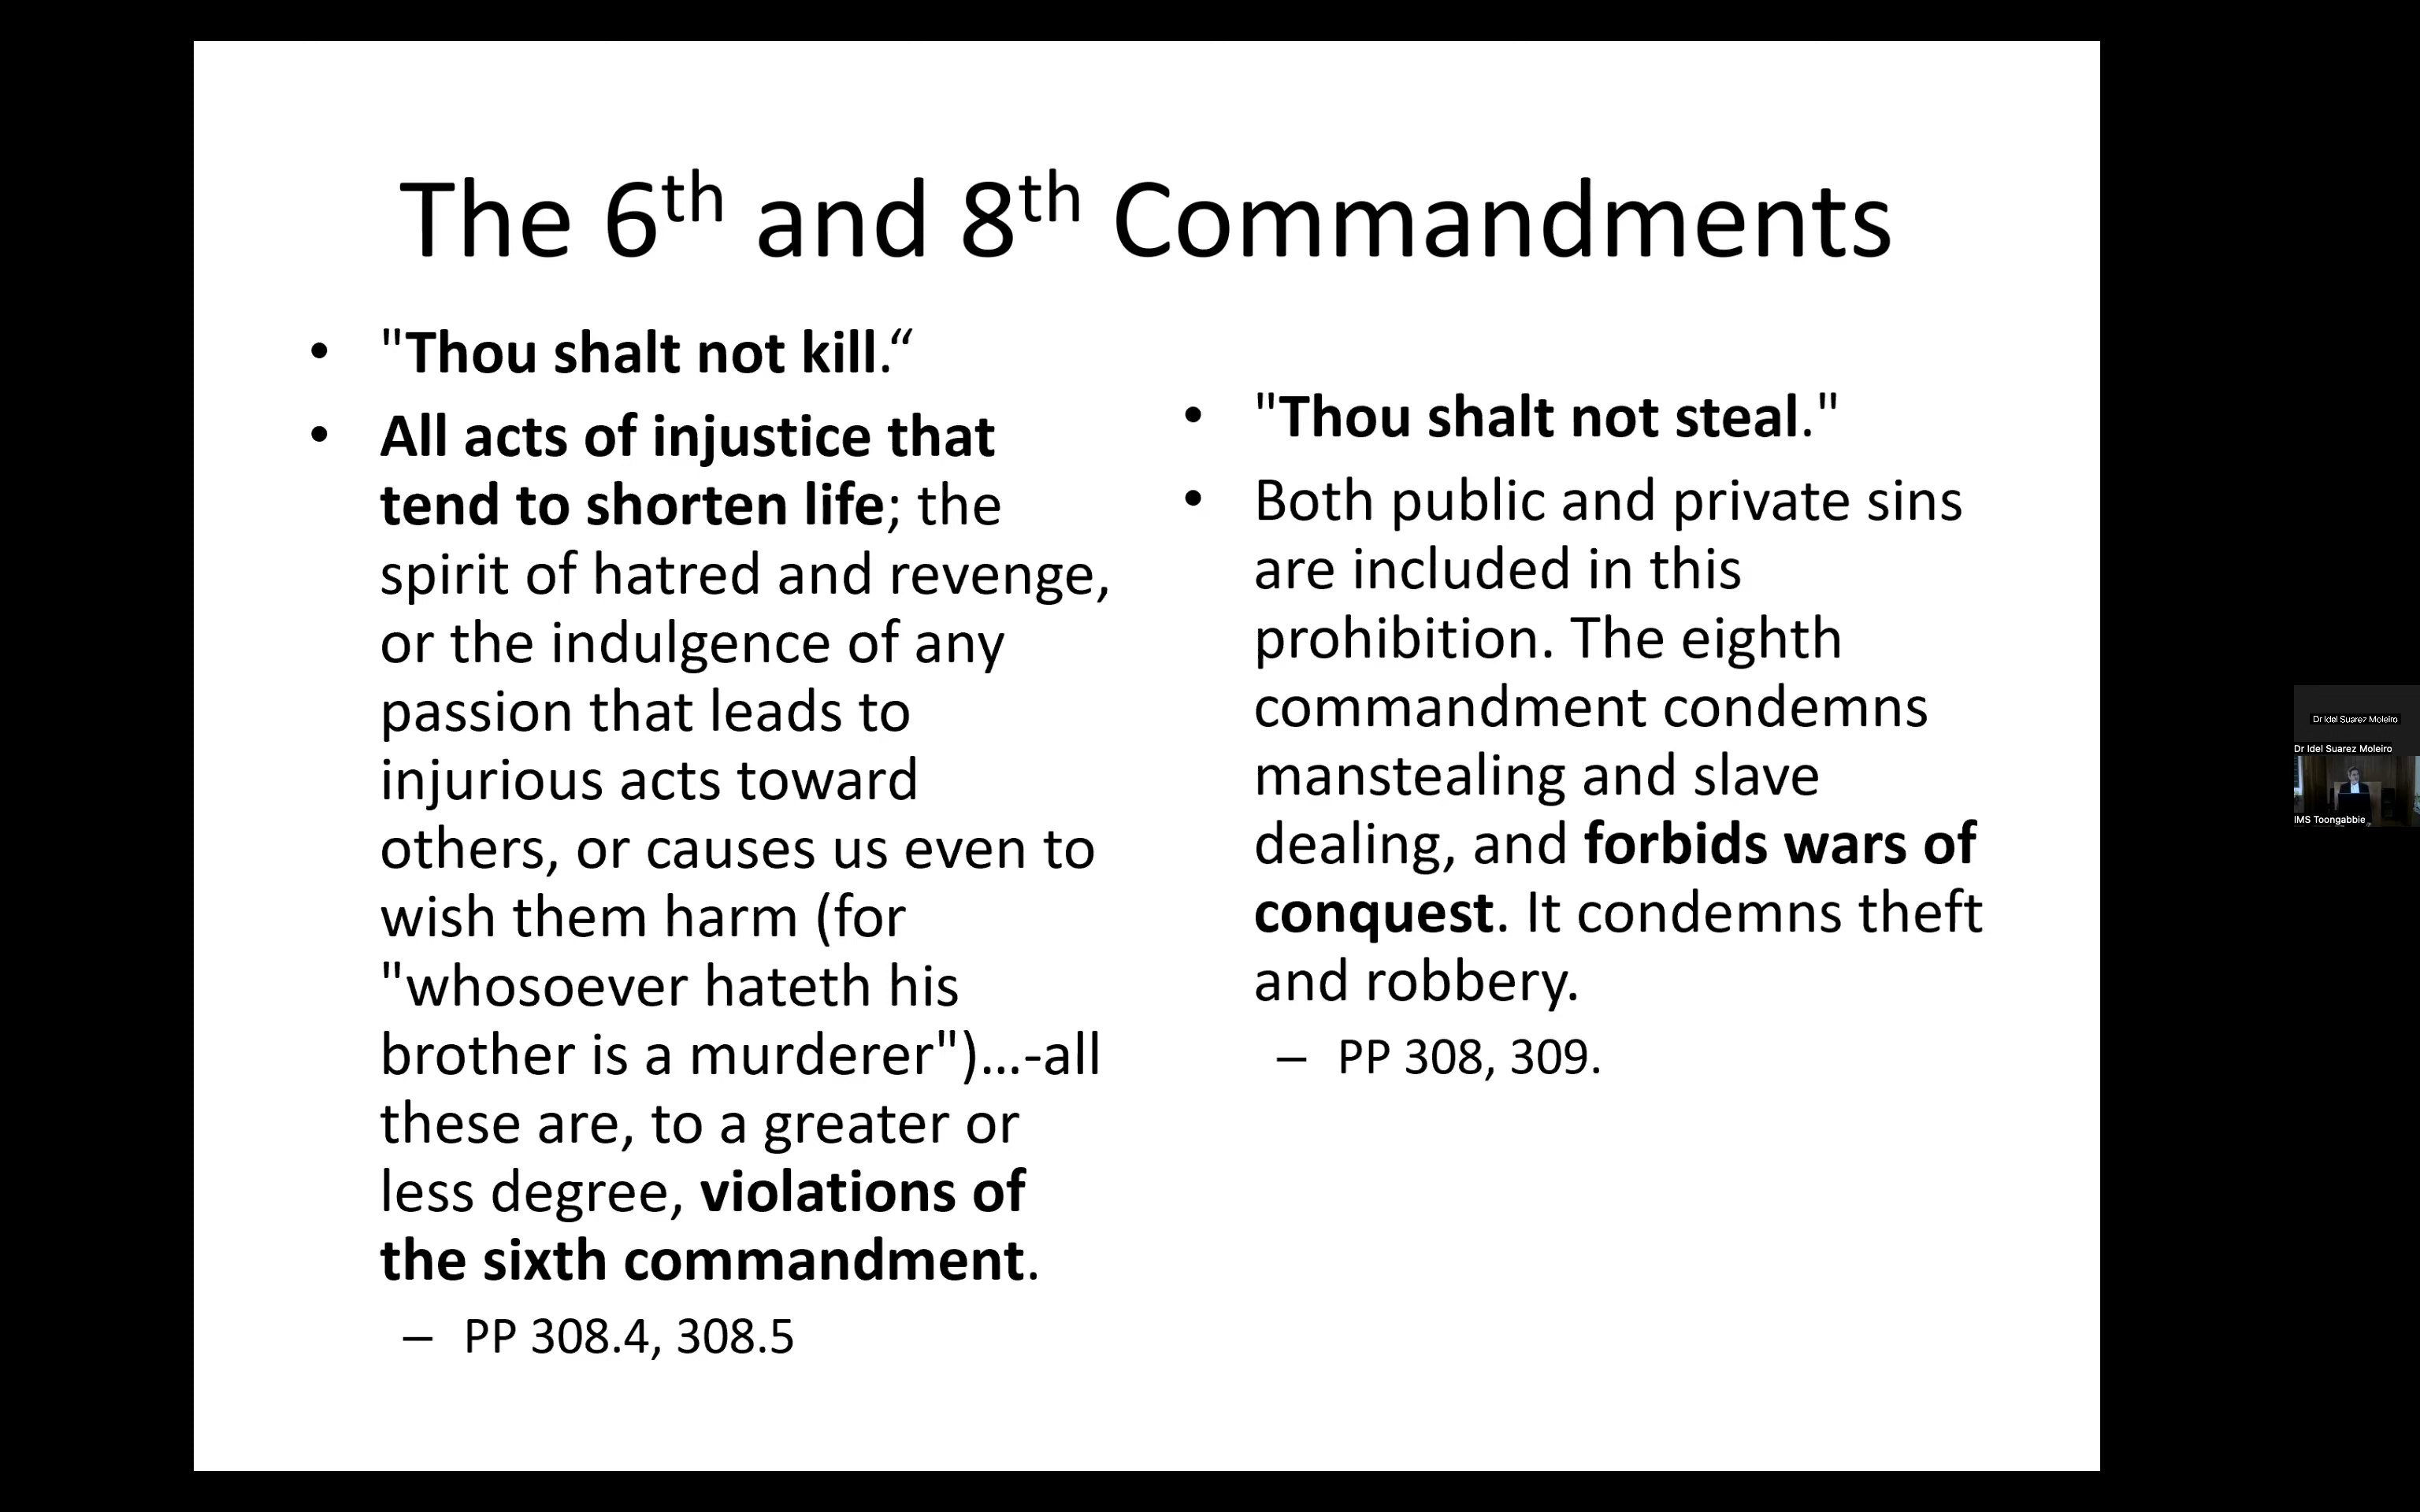 The 6th and 8th Commandments
• "Thou shalt not kill.“
• All acts of injustice that
tend to shorten life; the
spirit of hatred and revenge,
or the indulgence of any
passion that leads to
injurious acts toward
others, or causes us even to
wish them harm (for
"whosoever hateth his
brother is a murderer")...-all
these are, to a greater or
less degree, violations of
the sixth commandment.
– PP 308.4, 308.5
• "Thou shalt not steal."
• Both public and private sins
are included in this
prohibition. The eighth
commandment condemns
manstealing and slave
dealing, and forbids wars of
conquest. It condemns theft
and robbery.
– PP 308, 309.
Dr Idel Suarez Moleiro
Dr Idel Suarez Moleiro
IMS Toongabbie